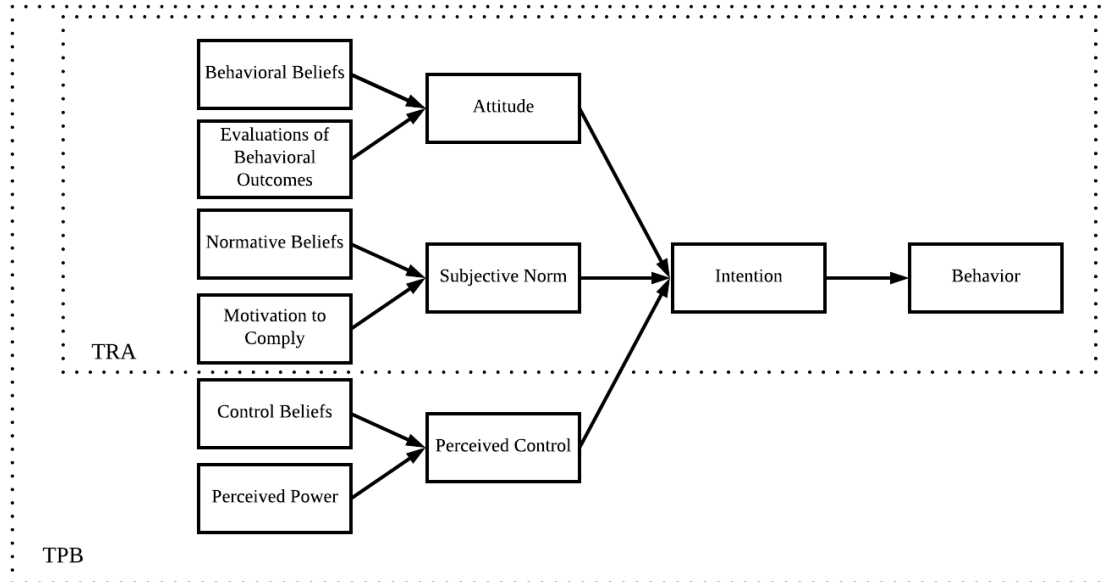 Behavioral Beliefs
Evaluations of
Behavioral
Outcomes
Attitude
Normative Beliefs
Motivation to
Comply
Subjective Norm
Intention
Behavior
TRA
Control Beliefs
Perceived Power
Perceived Control
TPB